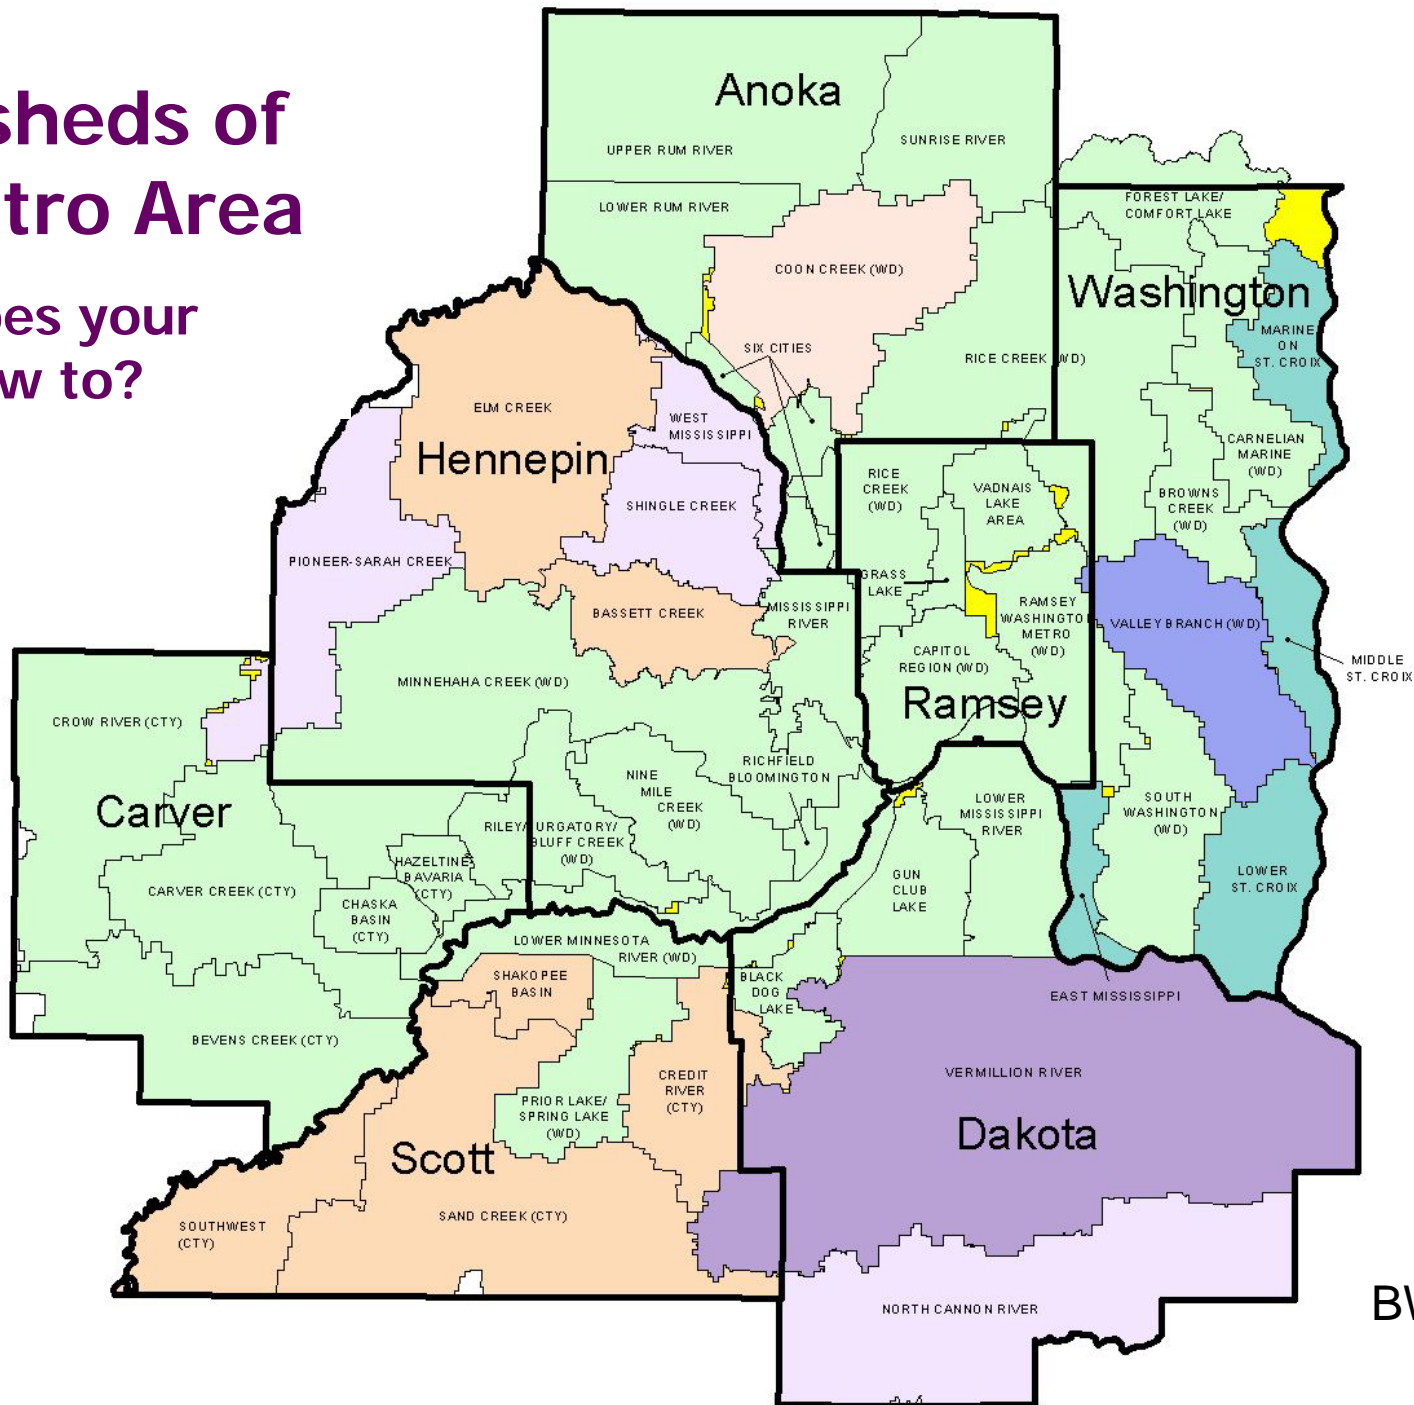 sheds of
tro Area
es your
w to?
Anoka
UPPER RUM RIVER
SUNRISE RIVER
LOWER RUM RIVER
FOREST LAKE/
COMFORT LAKE
COON CREEK (WD)
Washington
MARINE
ON
ST. CROIX
SIX CITIES
RICE CREEK (WD)
ELM CREEK
WEST
MISSISSIPPI
Hennepin
CARNELIAN
MARINE
(WD)
RICE
CREEK
(WD)
VADNAIS
LAKE
AREA
BROWNS
CREEK
(WD)
SHINGLE CREEK
PIONEER-SARAH CREEK
GRASS
LAKE
BASSETT CREEK
MISSISSIPPI
RIVER
RAMSEY
WASHINGTO
METRO
(WD)
VALLEY BRANCH (WD)
CAPITOL
REGION (WD)
MIDDLE
ST. CROIX
MINNEHAHA CREEK (WD)
Ramsey
CROW RIVER (CTY)
RICHFIELD
BLOOMINGTON
NINE
MILE
CREEK
(WD)
Carver
LOWER
MISSISSIPPI
RIVER
SOUTH
WASHINGTON
(WD)
RILEY/ URGATORY/
BLUFF CREEK
(WD)
HAZELTINE
BAVARIA
(CTY)
CARVER CREEK (CTY)
CHASKA
BASIN
(CTY)
GUN
CLUB
LAKE
LOWER
ST. CROIX
LOWER MINNESOTA
RIVER (WD)
SHAKOPEE
BASIN
BLACK
DOG
LAKE
EAST MISSISSIPPI
BEVENS CREEK (CTY)
VERMILLION RIVER
CREDIT
RIVER
(CTY)
PRIOR LAKE/
SPRING LAKE
(WD)
Dakota
Scott
SAND CREEK (CTY)
SOUTHWEST
(CTY)
NORTH CANNON RIVER